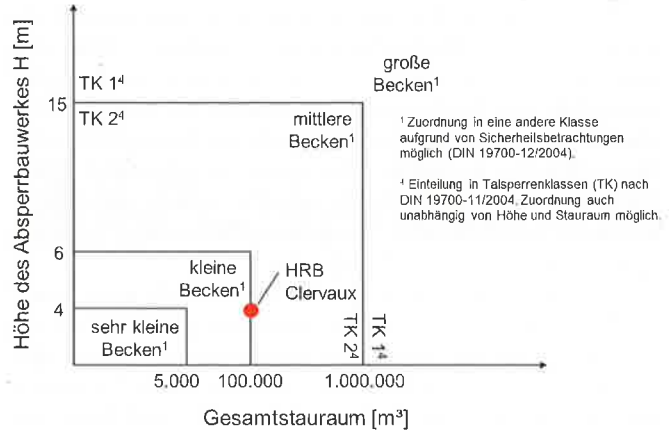 Höhe des Absperrbauwerkes H [m]
TK 1⁴
große
Becken¹
15
TK 2⁴
mittlere
Becken¹
¹ Zuordnung in eine andere Klasse
aufgrund von Sicherheilsbetrachtungen
möglich (DIN 19700-12/2004).
⁴ Einteilung in Talsperrenklassen (TK) nach
DIN 19700-11/2004. Zuordnung auch
unabhängig von Höhe und Stauraum möglich.
6
kleine
Becken¹
HRB
Clervaux
4
sehr kleine
Becken¹
TK 2⁴
TK 1⁴
5.000
100.000
1.000.000
Gesamtstauraum [m³]